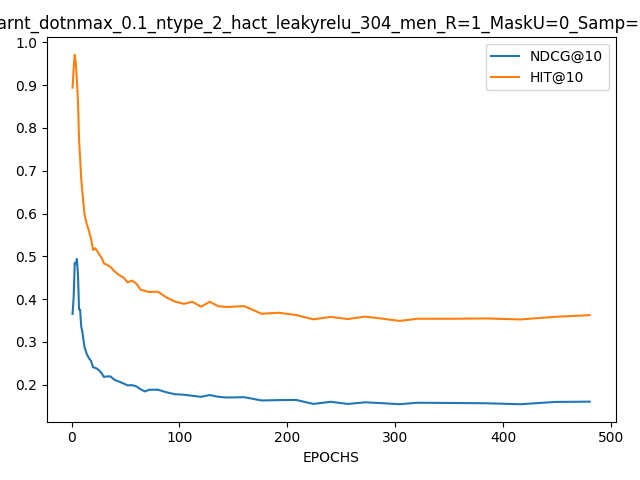 arnt_dotnmax_0.1_ntype_2_hact_leakyrelu_304_men_R=1_MaskU=0_Samp=
NDCG@10
HIT@10
1.0
0.9
0.8
0.7
0.6
0.5
0.4
0.3
0.2
0 100 200 300 400 500
EPOCHS